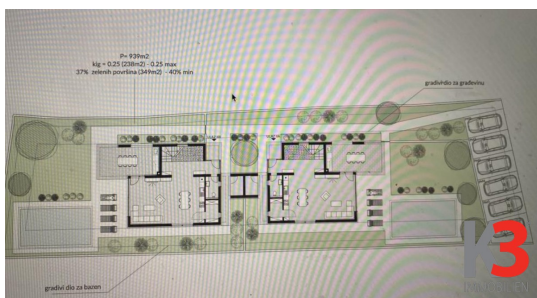 P= 939m2
kig = 0.25 (238m2) - 0.25 max
37% zelenih površina (349m2) - 40% min
gradivi dio za građevinu
gradivi dio za bazen
K3